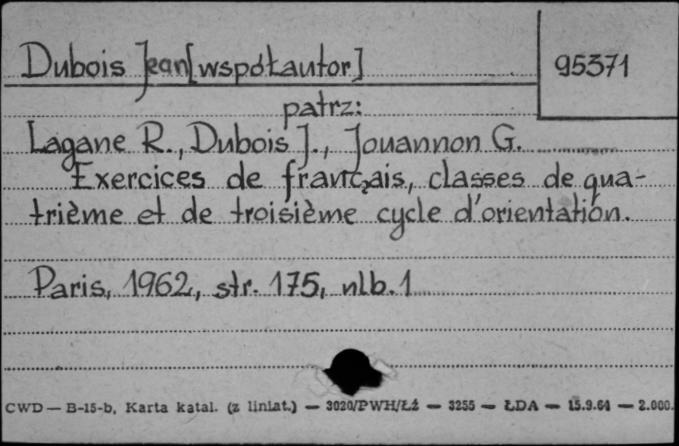 Dubois Jean [współautor]
95371
patrz:
Lagane R., Dubois J., Jouannon G.
Exercices de français, classes de qua-
trième et de troisième cycle d'orientation.
Paris, 1962, str. 175, nlb. 1
CWD — B-15-b, Karta katal. (z liniat.) — 3020/PWH/Łż — 3255 — ŁDA — 15.9.61 — 2.000.